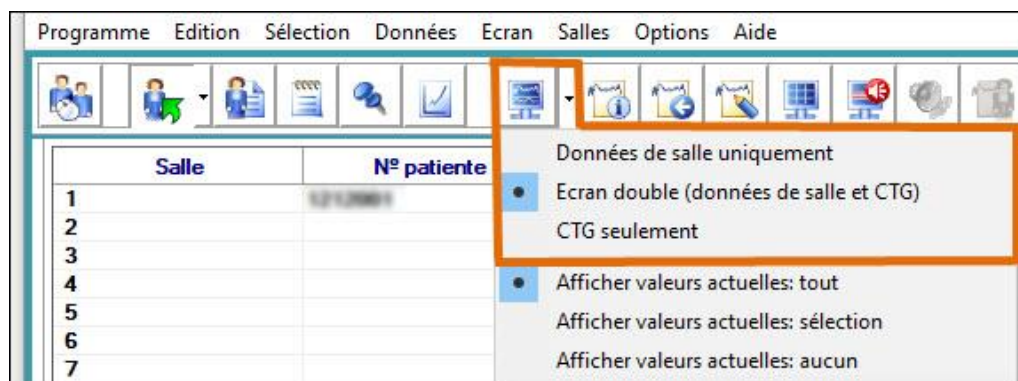 Programme Edition Sélection Données Ecran Salles Options Aide
Salle Nº patiente
1
2
3
4
5
6
7
Données de salle uniquement
Ecran double (données de salle et CTG)
CTG seulement
Afficher valeurs actuelles: tout
Afficher valeurs actuelles: sélection
Afficher valeurs actuelles: aucun